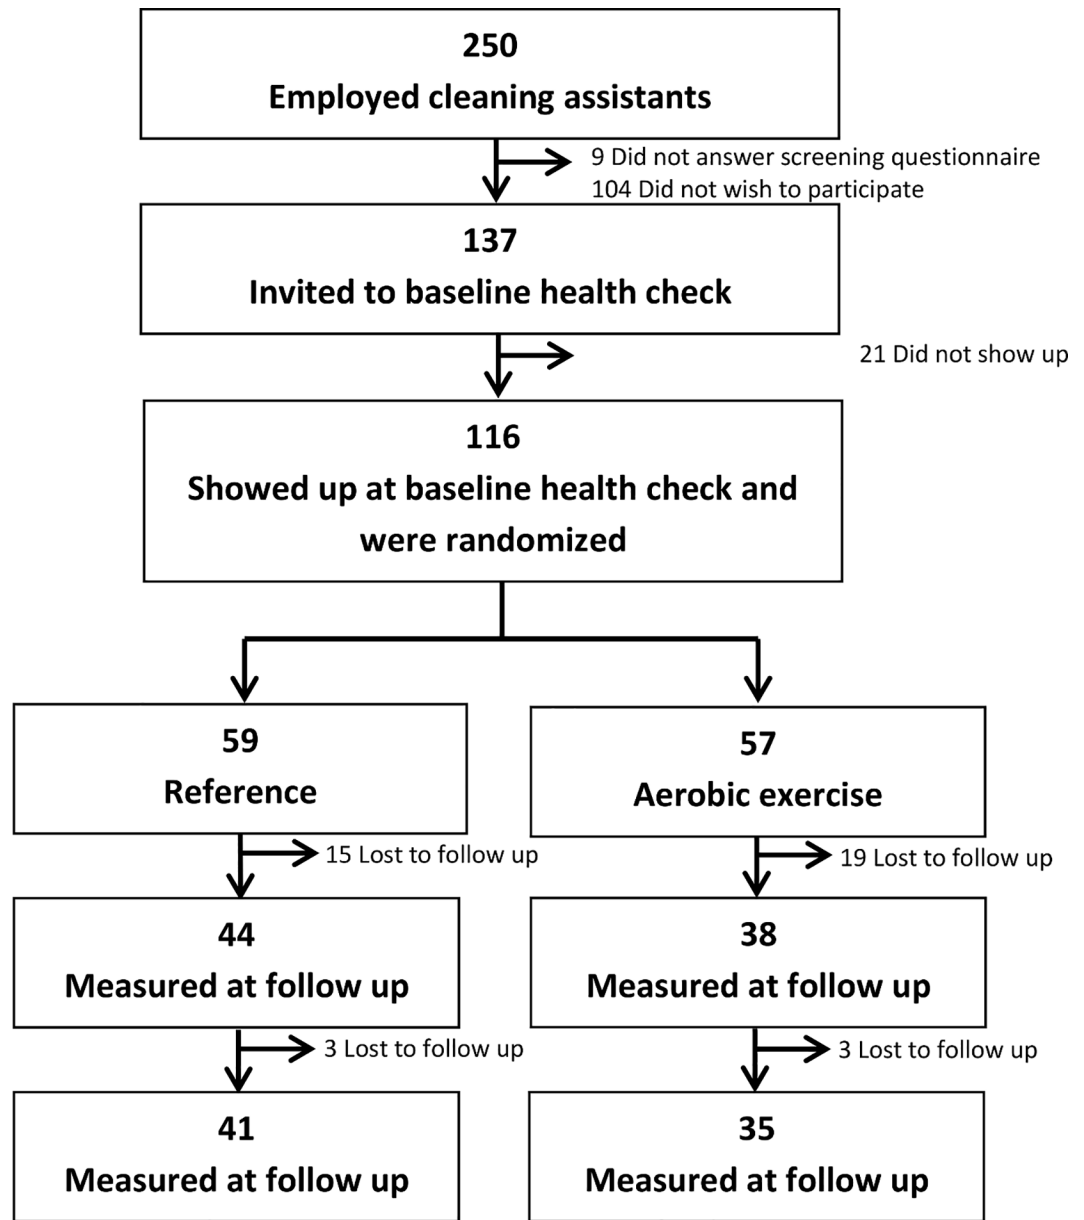 250
Employed cleaning assistants
9 Did not answer screening questionnaire
104 Did not wish to participate
137
Invited to baseline health check
21 Did not show up
116
Showed up at baseline health check and
were randomized
59
Reference
57
Aerobic exercise
15 Lost to follow up
19 Lost to follow up
44
Measured at follow up
38
Measured at follow up
3 Lost to follow up
3 Lost to follow up
41
Measured at follow up
35
Measured at follow up